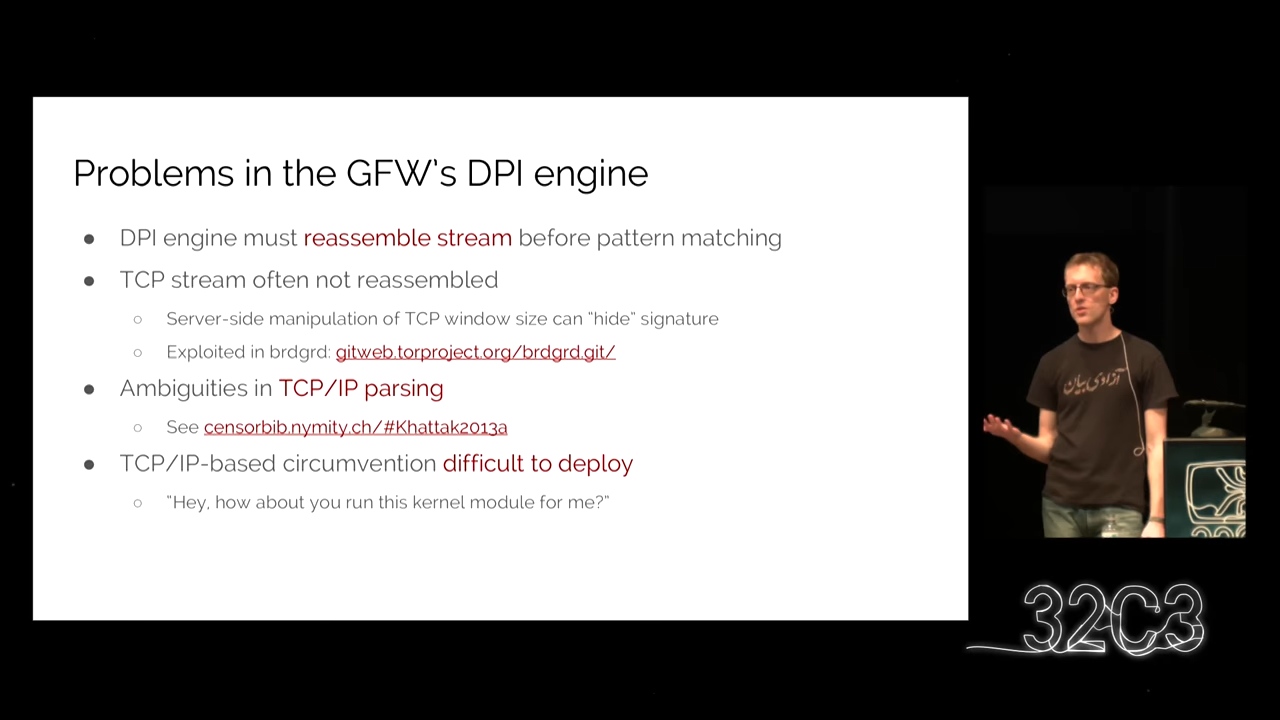 Problems in the GFW's DPI engine
● DPI engine must reassemble stream before pattern matching
● TCP stream often not reassembled
○ Server-side manipulation of TCP window size can "hide" signature
○ Exploited in brdgrd: gitweb.torproject.org/brdgrd.git/
● Ambiguities in TCP/IP parsing
○ See censorbib.nymity.ch/#Khattak2013a
● TCP/IP-based circumvention difficult to deploy
○ "Hey, how about you run this kernel module for me?"
آزادی بیان
32C3